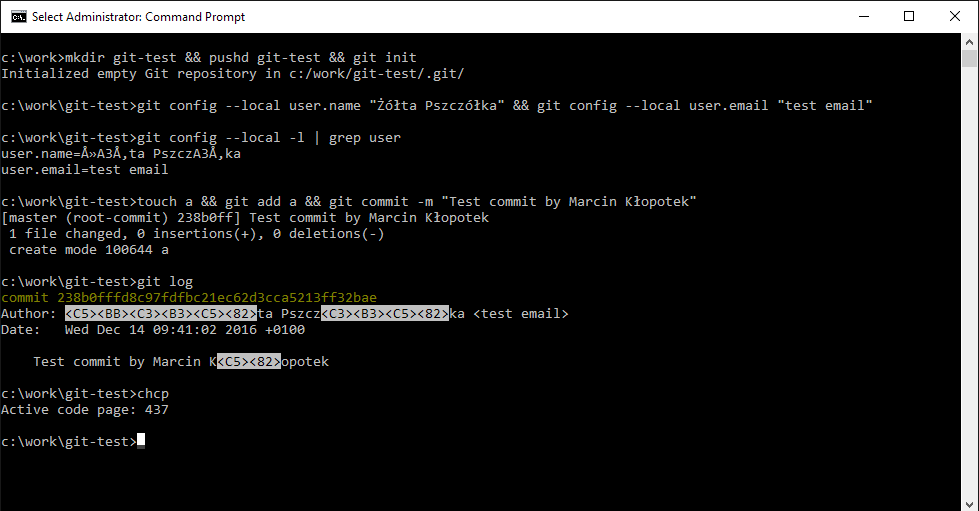 Select Administrator: Command Prompt
c:\work>mkdir git-test && pushd git-test && git init
Initialized empty Git repository in c:/work/git-test/.git/
c:\work\git-test>git config --local user.name "Żółta Pszczółka" && git config --local user.email "test email"
c:\work\git-test>git config --local -l | grep user
user.name=Å»A3Å‚ta PszczA3Å‚ka
user.email=test email
c:\work\git-test>touch a && git add a && git commit -m "Test commit by Marcin Kłopotek"
[master (root-commit) 238b0ff] Test commit by Marcin Kłopotek
 1 file changed, 0 insertions(+), 0 deletions(-)
 create mode 100644 a
c:\work\git-test>git log
commit 238b0fffd8c97fdfbc21ec62d3cca5213ff32bae
Author: <C5><BB><C3><B3><C5><82>ta Pszcz<C3><B3><C5><82>ka <test email>
Date:   Wed Dec 14 09:41:02 2016 +0100
    Test commit by Marcin K<C5><82>opotek
c:\work\git-test>chcp
Active code page: 437
c:\work\git-test>